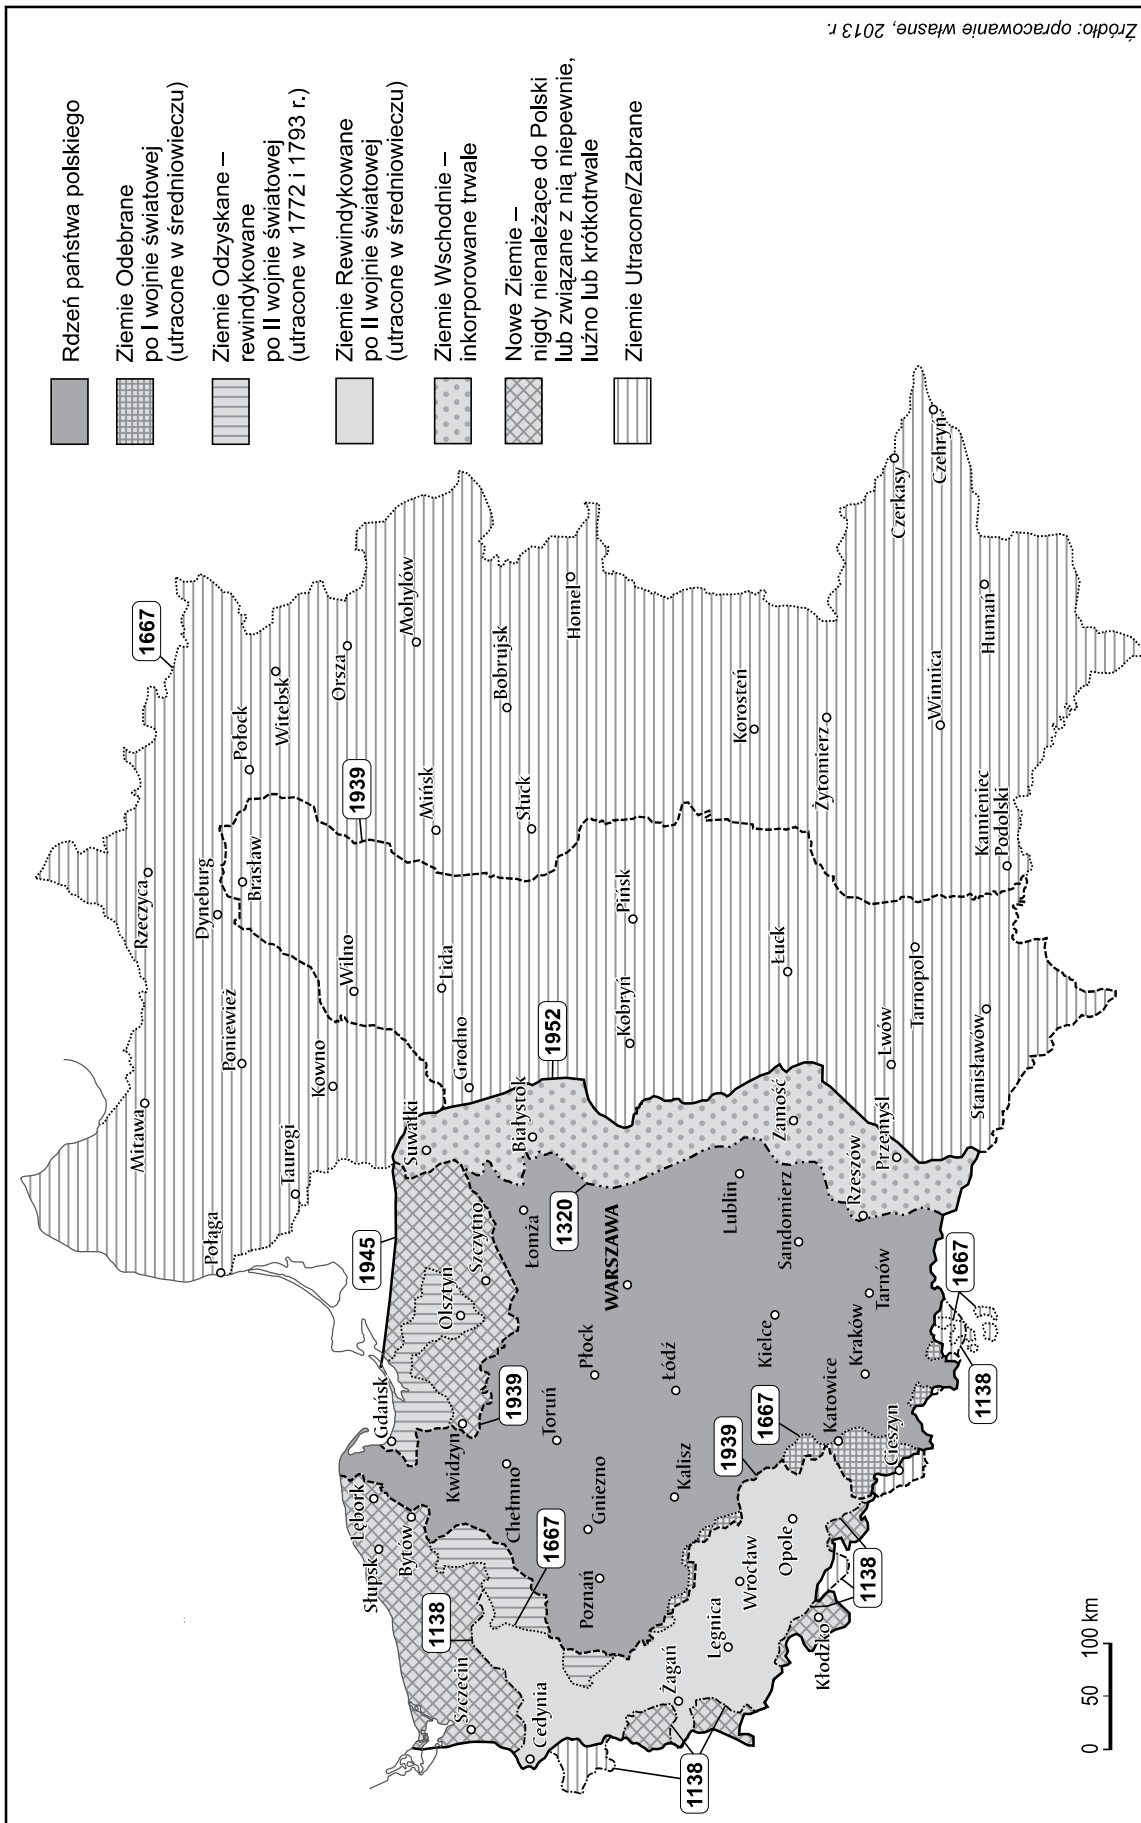 Rdzeń państwa polskiego
Ziemie Odebrane
po I wojnie światowej
(utracone w średniowieczu)
Ziemie Odzyskane –
rewindykowane
po II wojnie światowej
(utracone w 1772 i 1793 r.)
Ziemie Rewindykowane
po II wojnie światowej
(utracone w średniowieczu)
Ziemie Wschodnie –
inkorporowane trwale
Nowe Ziemie –
nigdy nienależące do Polski
lub związane z nią niepewnie,
luźno lub krótkotrwale
Ziemie Utracone/Zabrane
Źródło: opracowanie własne, 2013 r.
1667
Rzeczyca
Mitawa
Połąga
Połock
Dyneburg
Brasław
Poniewież
Witebsk
Taurogi
Kowno
Orsza
Wilno
1939
1945
Mohylów
Mińsk
Lida
Grodno
Suwałki
Gdańsk
Lębork
Słupsk
Bytów
Olsztyn
Szczytno
Kwidzyn
1939
1138
Szczecin
Bobrujsk
Słuck
Białystok
1952
Łomża
1320
Toruń
Chełmno
1667
Cedynia
Homel
Pińsk
Kobryń
WARSZAWA
Płock
Gniezno
Poznań
Łódź
Kalisz
Żagań
1138
Korosteń
Łuck
Lublin
Zamość
Sandomierz
Kielce
1939
1667
Wrocław
Legnica
Opole
Żytomierz
Rzeszów
Przemyśl
Lwów
Tarnopol
Tarnów
Kraków
Katowice
Cieszyn
Kłodzko
1138
Czerkasy
Czehryń
Winnica
Humań
Kamieniec
Podolski
Stanisławów
1667
1138
0 50 100 km